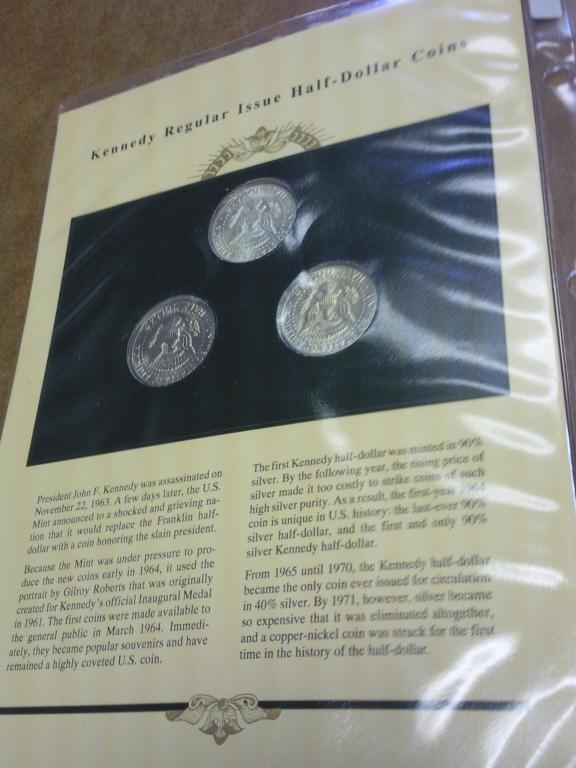 Kennedy Regular Issue Half-Dollar Coins
President John F. Kennedy was assassinated on
November 22, 1963. A few days later, the U.S.
Mint announced to a shocked and grieving na-
tion that it would replace the Franklin half-
dollar with a coin honoring the slain president.
Because the Mint was under pressure to pro-
duce the new coins early in 1964, it used the
portrait by Gilroy Roberts that was originally
created for Kennedy's official Inaugural Medal
in 1961. The first coins were made available to
the general public in March 1964. Immedi-
ately, they became popular souvenirs and have
remained a highly coveted U.S. coin.
The first Kennedy half-dollar was minted in 90%
silver. By the following year, the rising price of
silver made it too costly to strike coins of such
high silver purity. As a result, the first-year 1964
coin is unique in U.S. history: the last-ever 90%
silver half-dollar, and the first and only 90%
silver Kennedy half-dollar.
From 1965 until 1970, the Kennedy half-dollar
became the only coin ever issued for circulation
in 40% silver. By 1971, however, silver became
so expensive that it was eliminated altogether,
and a copper-nickel coin was struck for the first
time in the history of the half-dollar.